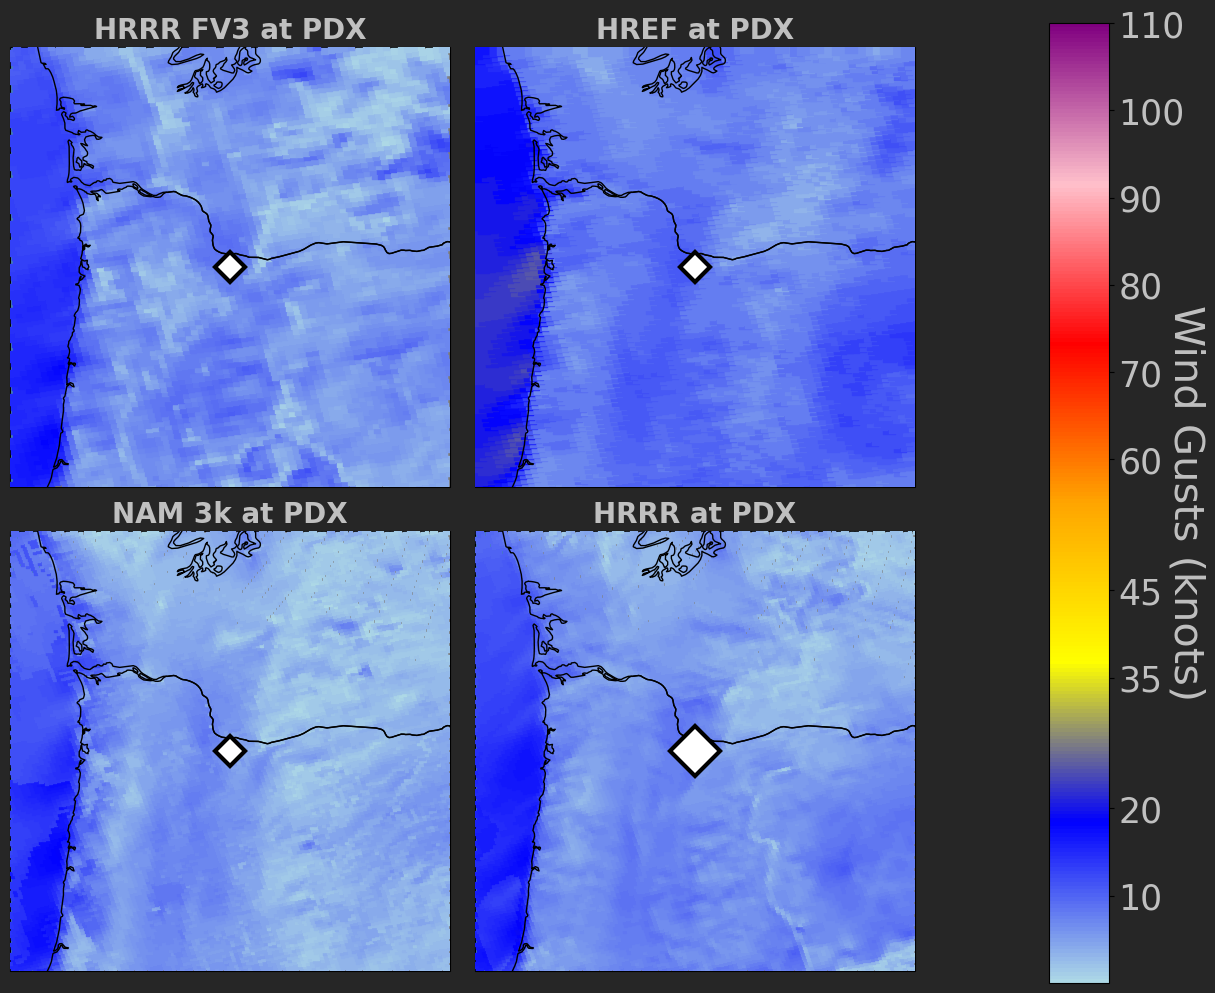 HRRR FV3 at PDX
HREF at PDX
NAM 3k at PDX
HRRR at PDX
110
100
90
80
70
60
45
35
20
10
Wind Gusts (knots)